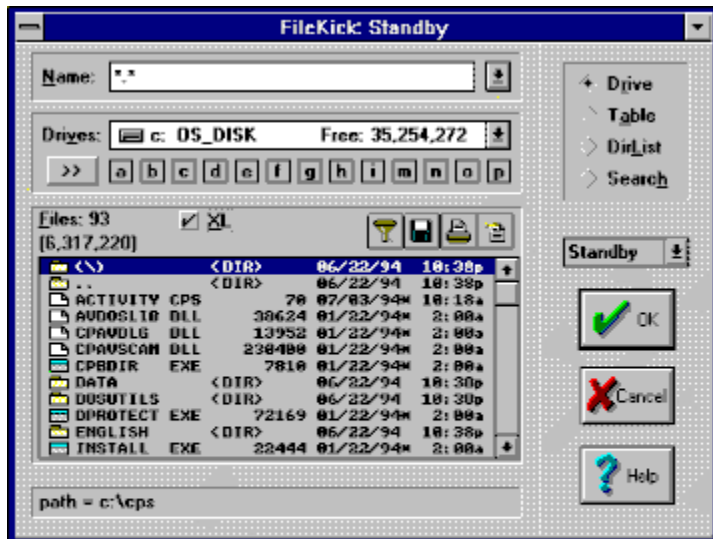 FileKick: Standby
Name: *.*
Drives: c: OS_DISK Free: 35,254,272
>> a b c d e f g h i m n o p
Files: 93 XL
[6,317,220]
<\> <DIR> 06/22/94 10:38p
.. <DIR> 06/22/94 10:38p
ACTIVITY CPS 70 07/03/94* 10:18a
AVDOSLIB DLL 38624 01/22/94* 2:00a
CPAVDLG DLL 13952 01/22/94* 2:00a
CPAVSCAM DLL 230400 01/22/94* 2:00a
CPBDIR EXE 7810 01/22/94* 2:00a
DATA <DIR> 06/22/94 10:38p
DOSUTILS <DIR> 06/22/94 10:38p
DPROTECT EXE 72169 01/22/94* 2:00a
ENGLISH <DIR> 06/22/94 10:38p
INSTALL EXE 22444 01/22/94* 2:00a
path = c:\cps
Drive
Table
DirList
Search
Standby
OK
Cancel
Help